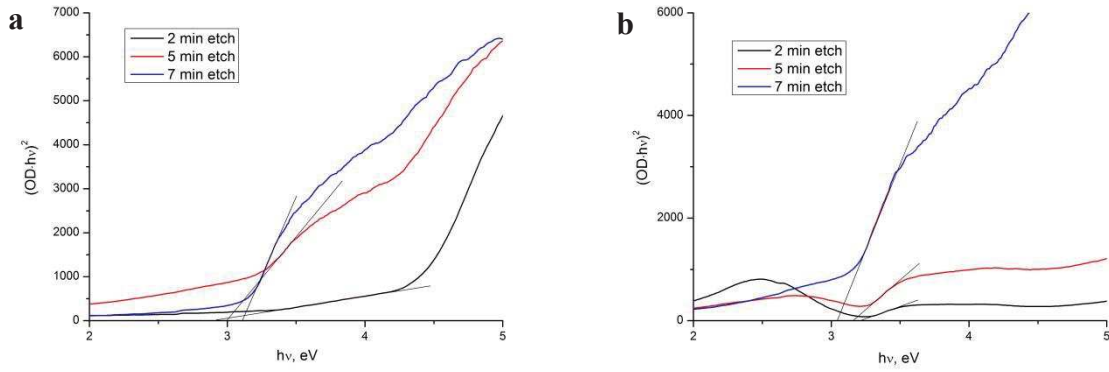 a
7000
6000
5000
4000
3000
2000
1000
0
(OD·hν)²
2 min etch
5 min etch
7 min etch
2 3 4 5
hν, eV
b
6000
4000
2000
0
(OD·hν)²
2 min etch
5 min etch
7 min etch
2 3 4 5
hν, eV